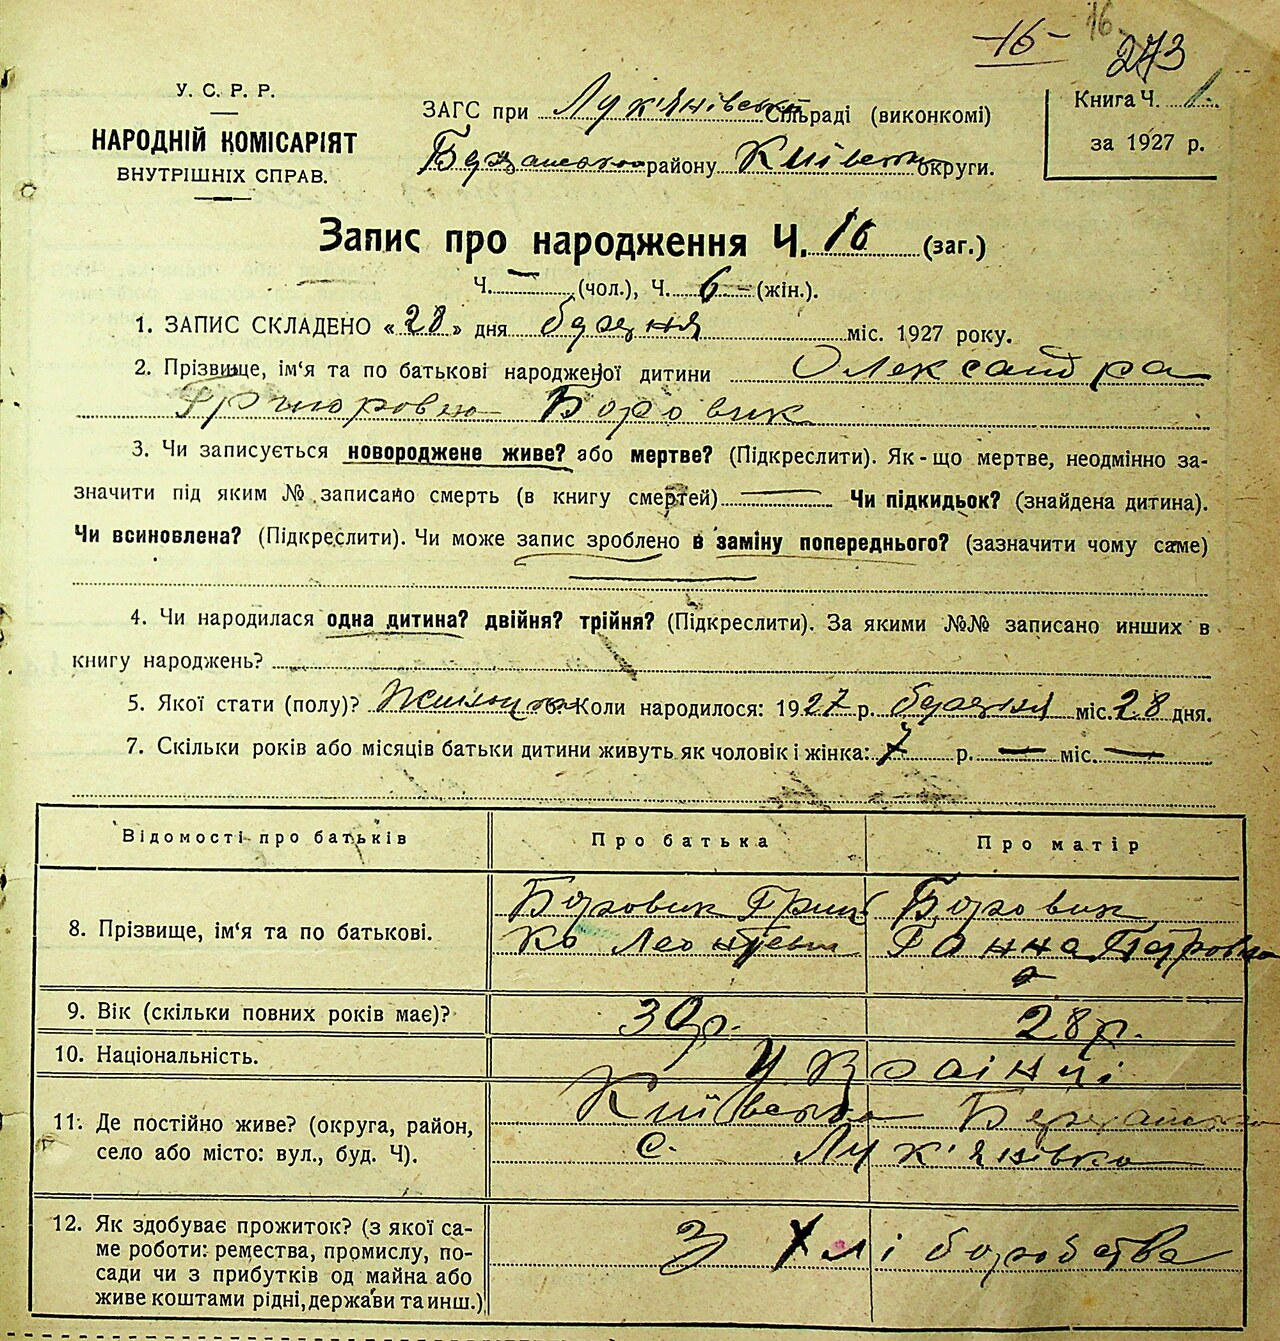 -16-
16
273
У. С. Р. Р.
НАРОДНІЙ КОМІСАРІЯТ
ВНУТРІШНІХ СПРАВ.
ЗАГС при Лук'янівській Сільраді (виконкомі)
району Київської округи.
Книга Ч. 1.
за 1927 р.
Запис про народження Ч. 16 (заг.)
Ч. — (чол.), Ч. 6 — (жін.).
1. ЗАПИС СКЛАДЕНО « 28 » дня березня міс. 1927 року.
2. Прізвище, ім'я та по батькові народженої дитини Олександра
Григоровна Боровик
3. Чи записується новороджене живе? або мертве? (Підкреслити). Як-що мертве, неодмінно за-
значити під яким № записано смерть (в книгу смертей) — Чи підкидьок? (знайдена дитина).
Чи всиновлена? (Підкреслити). Чи може запис зроблено в заміну попереднього? (зазначити чому саме)
—
4. Чи народилася одна дитина? двійня? трійня? (Підкреслити). За якими №№ записано инших в
книгу народжень?
5. Якої стати (полу)? 6. Коли народилося: 1927 р. березня міс. 28 дня.
7. Скільки років або місяців батьки дитини живуть як чоловік і жінка: 7 р. — міс. —
Відомості про батьків
Про батька
Про матір
8. Прізвище, ім'я та по батькові.
Боровик Гриць
ко Леонтьевич
Боровик
Ганна Петровна
9. Вік (скільки повних років має)?
30 р.
28 р.
10. Національність.
Українці
11. Де постійно живе? (округа, район,
село або місто: вул., буд. Ч).
Київська
с. Лук'янівка
12. Як здобуває прожиток? (з якої са-
ме роботи: ремества, промислу, по-
сади чи з прибутків од майна або
живе коштами рідні, держави та инш.)
З Хліборобства